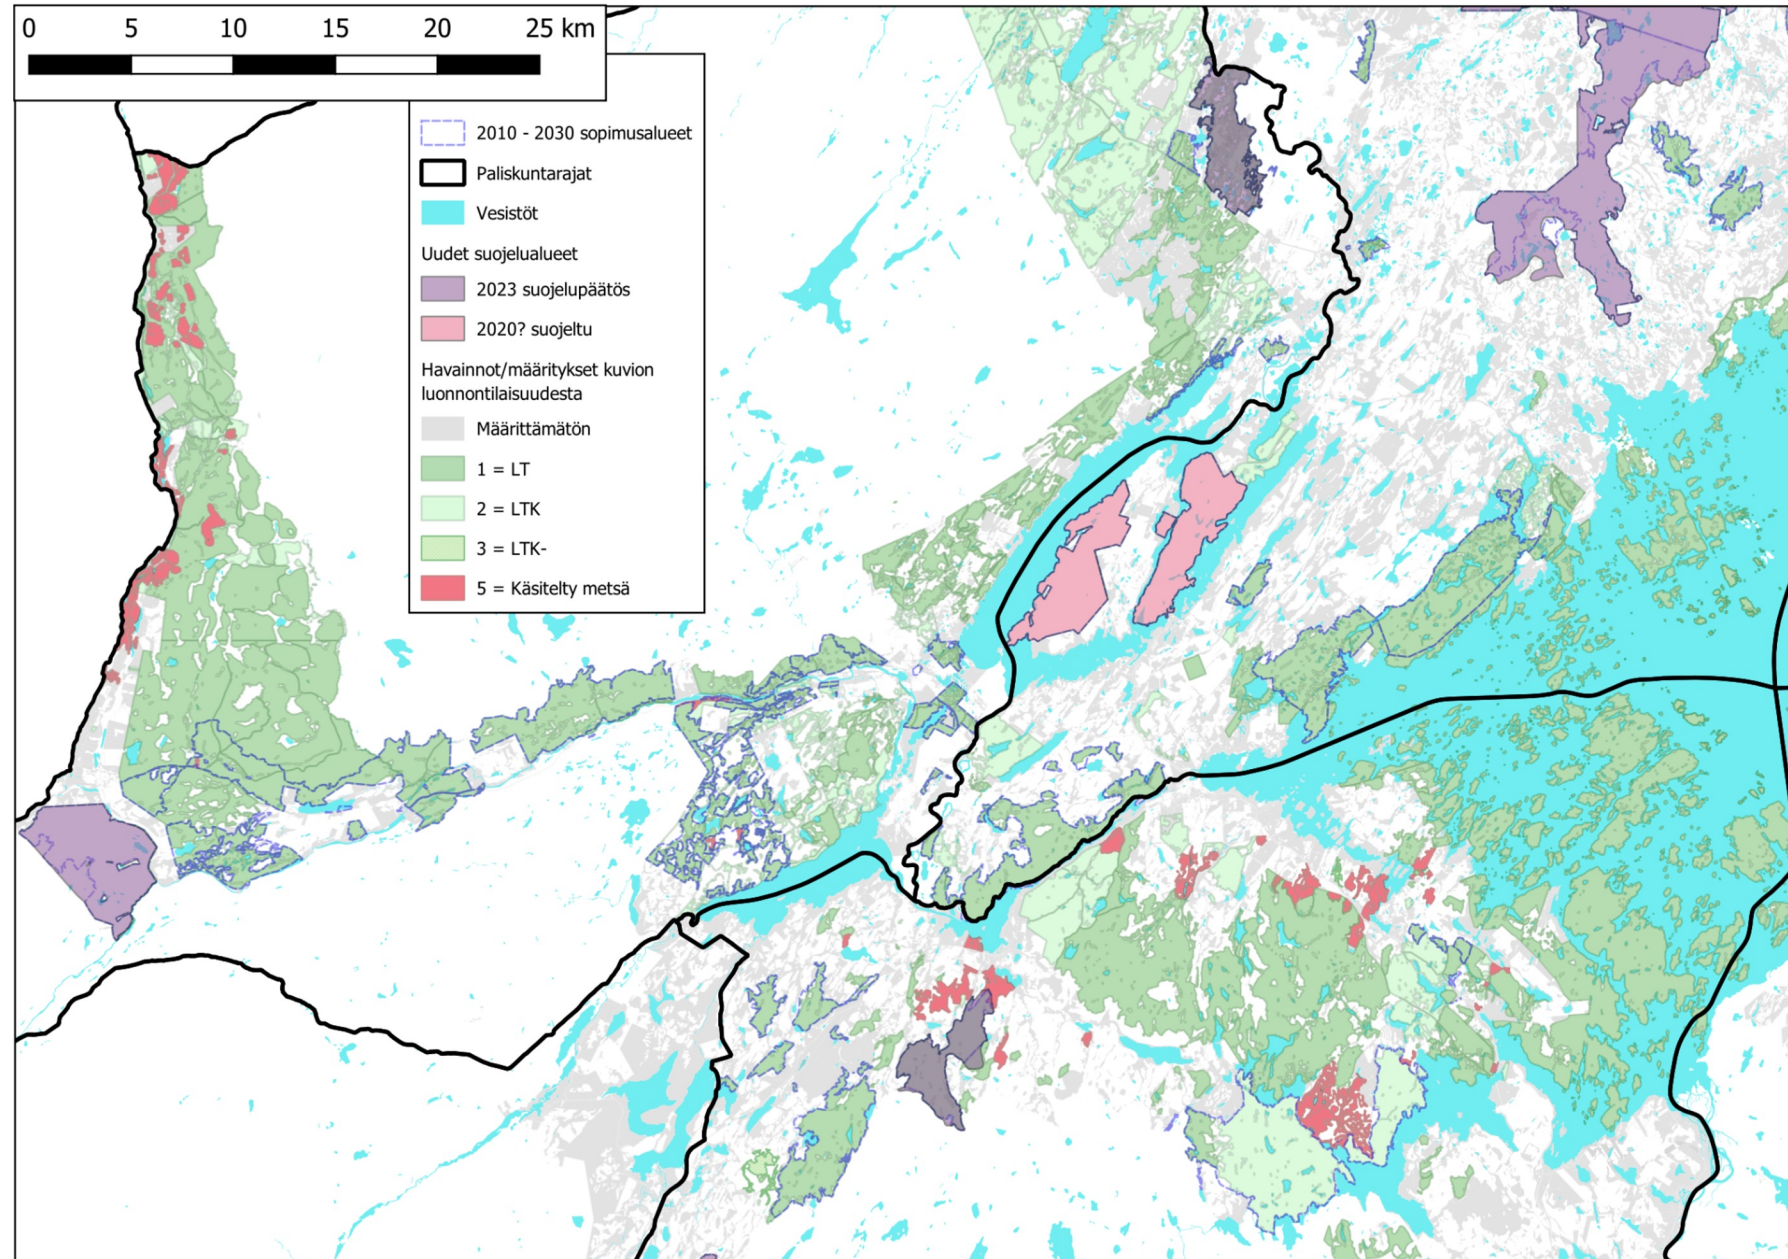 0 5 10 15 20 25 km
2010 - 2030 sopimusalueet
Paliskuntarajat
Vesistöt
Uudet suojelualueet
2023 suojelupäätös
2020? suojeltu
Havainnot/määritykset kuvion
luonnontilaisuudesta
Määrittämätön
1 = LT
2 = LTK
3 = LTK-
5 = Käsitelty metsä